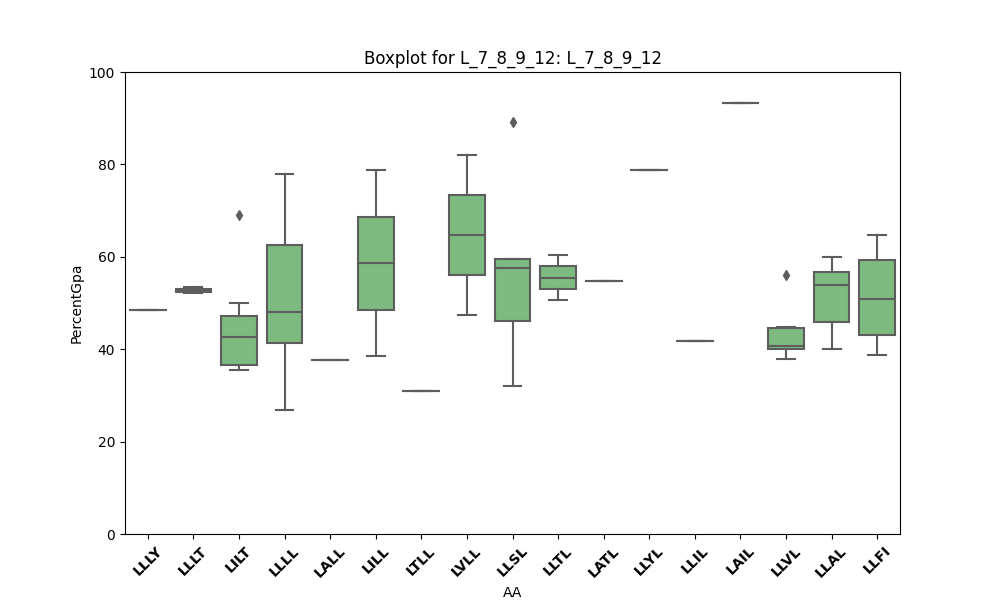 Boxplot for L_7_8_9_12: L_7_8_9_12
100
80
60
40
20
0
PercentGpa
LLLY LLLT LILT LLLL LALL LILL LTLL LVLL LLSL LLTL LATL LLYL LLIL LAIL LLVL LLAL LLFI
AA